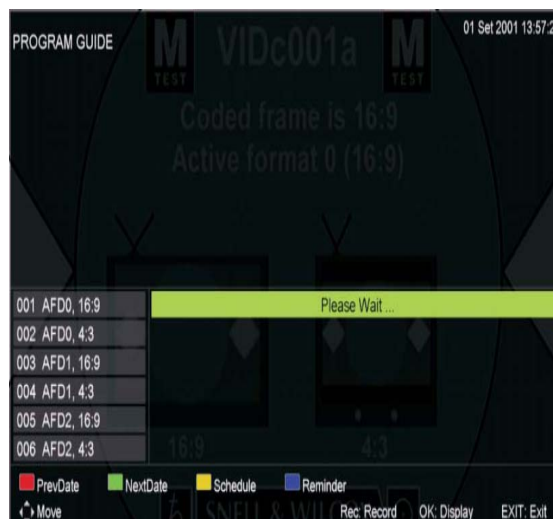 PROGRAM GUIDE
01 Set 2001 13:57:2
M TEST
VIDc001a
M TEST
Coded frame is 16:9
Active format 0 (16:9)
001 AFD0, 16:9
Please Wait ...
002 AFD0, 4:3
003 AFD1, 16:9
004 AFD1, 4:3
005 AFD2, 16:9
006 AFD2, 4:3
16:9
4:3
PrevDate NextDate Schedule Reminder
SNELL & WILCOX
Move Rec: Record OK: Display EXIT: Exit